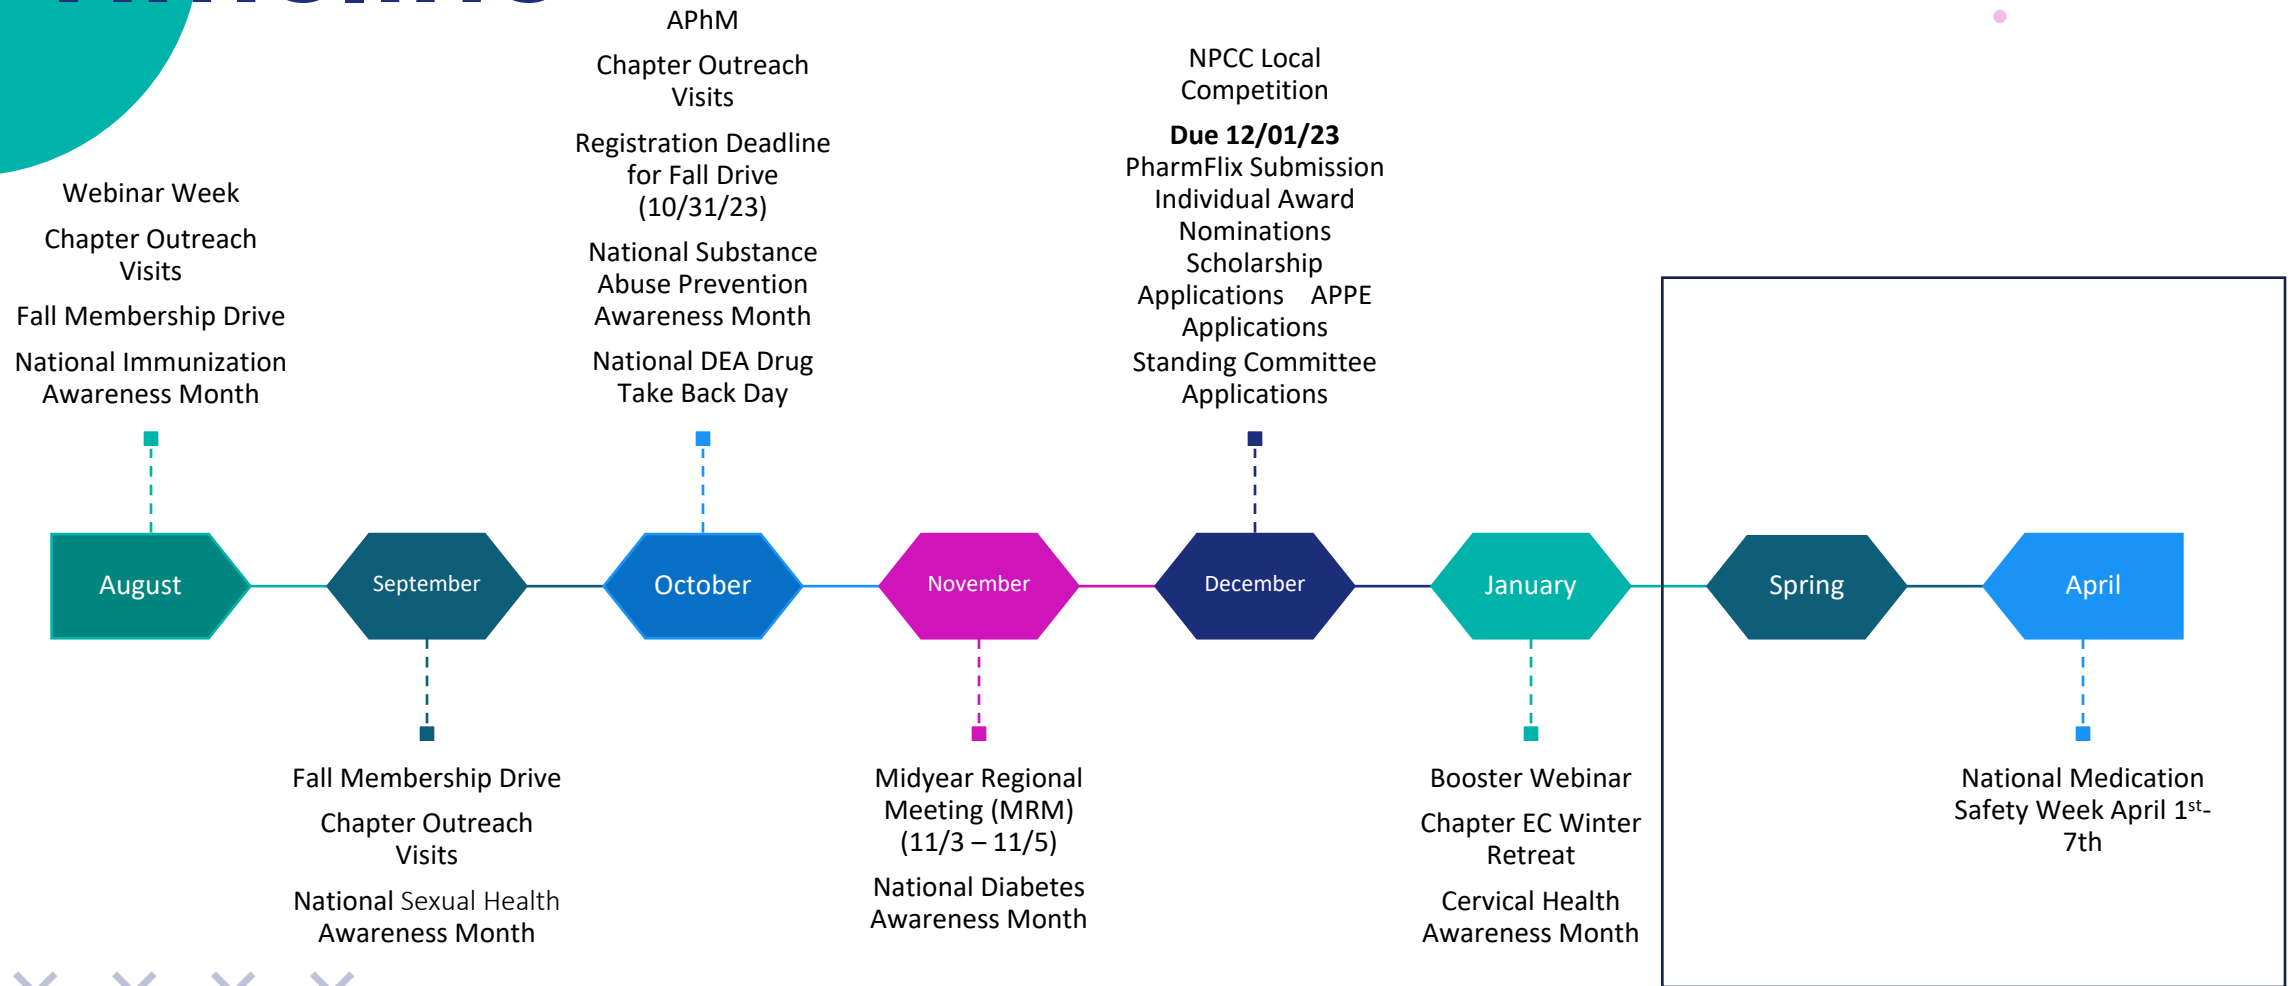 APhM
Chapter Outreach
Visits
Registration Deadline
for Fall Drive
(10/31/23)
National Substance
Abuse Prevention
Awareness Month
National DEA Drug
Take Back Day
NPCC Local
Competition
Due 12/01/23
PharmFlix Submission
Individual Award
Nominations
Scholarship
Applications APPE
Applications
Standing Committee
Applications
Webinar Week
Chapter Outreach
Visits
Fall Membership Drive
National Immunization
Awareness Month
August
September
October
November
December
January
Spring
April
Fall Membership Drive
Chapter Outreach
Visits
National Sexual Health
Awareness Month
Midyear Regional
Meeting (MRM)
(11/3 – 11/5)
National Diabetes
Awareness Month
Booster Webinar
Chapter EC Winter
Retreat
Cervical Health
Awareness Month
National Medication
Safety Week April 1st-
7th